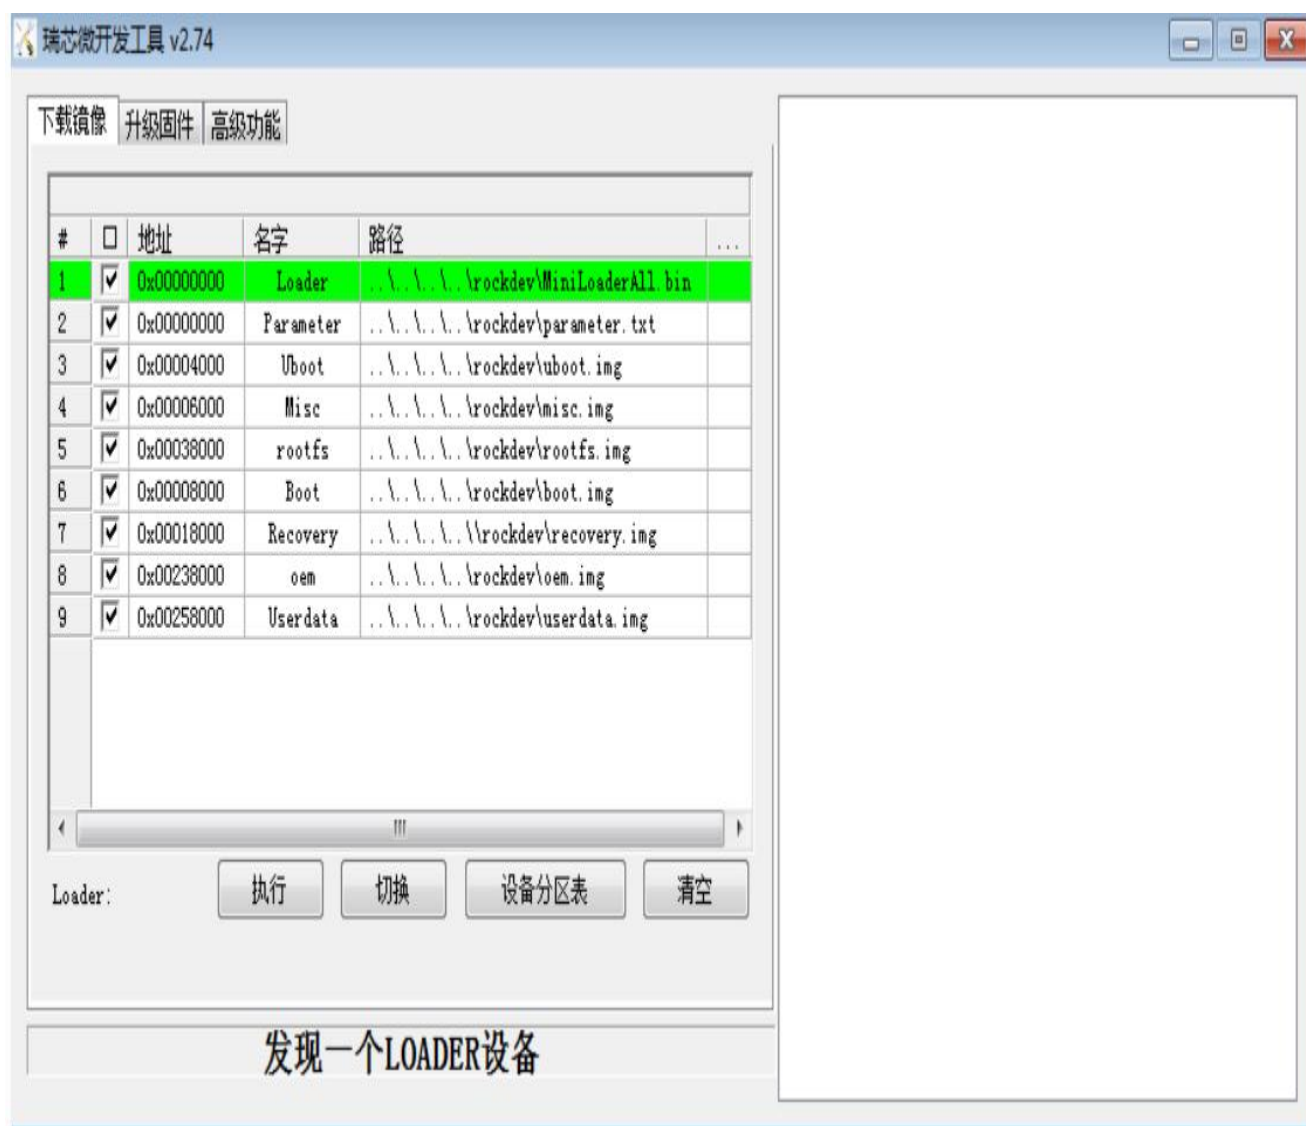 瑞芯微开发工具 v2.74
下载镜像 升级固件 高级功能
# 地址 名字 路径 ...
1 0x00000000 Loader ..\..\..\..\rockdev\MiniLoaderAll.bin
2 0x00000000 Parameter ..\..\..\..\rockdev\parameter.txt
3 0x00004000 Uboot ..\..\..\..\rockdev\uboot.img
4 0x00006000 Misc ..\..\..\..\rockdev\misc.img
5 0x00038000 rootfs ..\..\..\..\rockdev\rootfs.img
6 0x00008000 Boot ..\..\..\..\rockdev\boot.img
7 0x00018000 Recovery ..\..\..\..\\rockdev\recovery.img
8 0x00238000 oem ..\..\..\..\rockdev\oem.img
9 0x00258000 Userdata ..\..\..\..\rockdev\userdata.img
Loader: 执行 切换 设备分区表 清空
发现一个LOADER设备